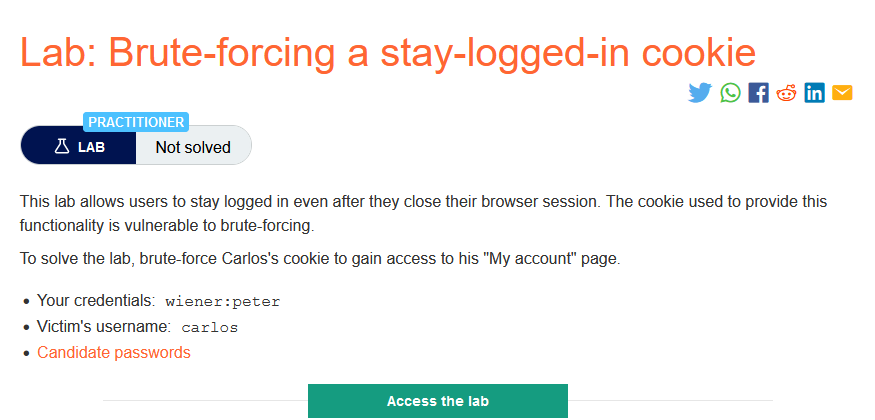 Lab: Brute-forcing a stay-logged-in cookie
PRACTITIONER
LAB
Not solved
This lab allows users to stay logged in even after they close their browser session. The cookie used to provide this
functionality is vulnerable to brute-forcing.
To solve the lab, brute-force Carlos's cookie to gain access to his "My account" page.
Your credentials: wiener:peter
Victim's username: carlos
Candidate passwords
Access the lab